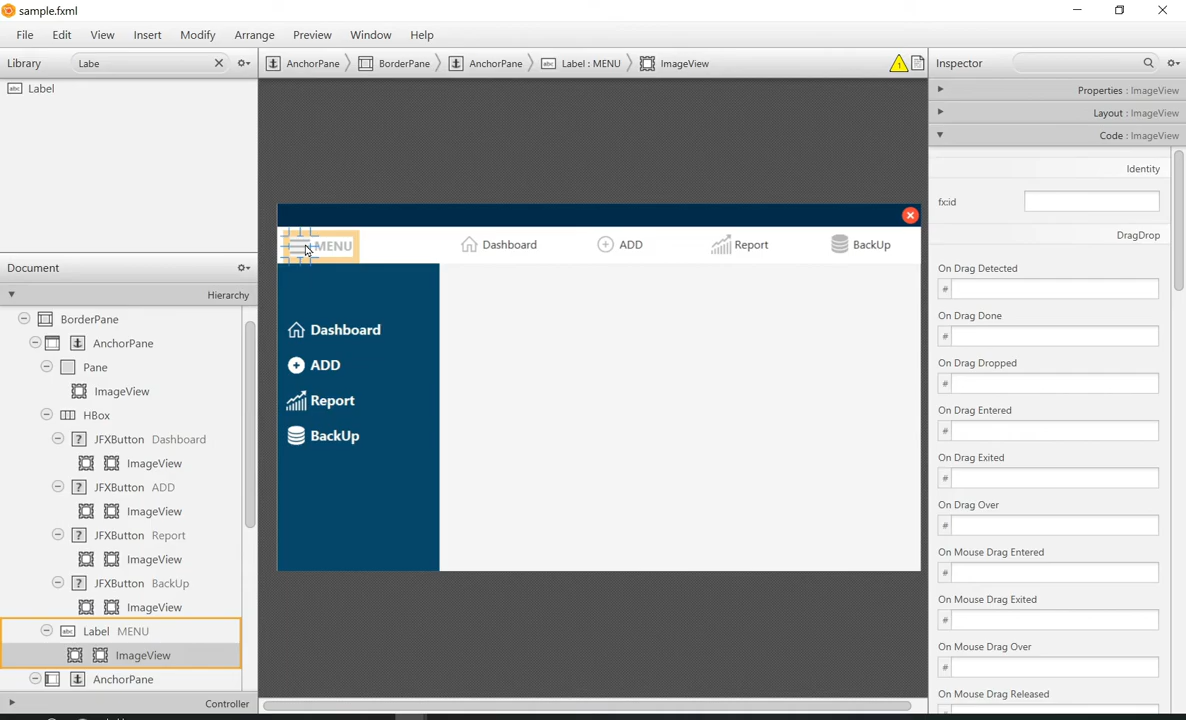 sample.fxml
File Edit View Insert Modify Arrange Preview Window Help
Library Labe
AnchorPane BorderPane AnchorPane Label : MENU ImageView
1
Inspector
Label
Properties : ImageView
Layout : ImageView
Code : ImageView
Identity
fx:id
DragDrop
On Drag Detected
#
On Drag Done
#
On Drag Dropped
#
On Drag Entered
#
On Drag Exited
#
On Drag Over
#
On Mouse Drag Entered
#
On Mouse Drag Exited
#
On Mouse Drag Over
#
On Mouse Drag Released
MENU Dashboard ADD Report BackUp
Dashboard
ADD
Report
BackUp
Document
Hierarchy
BorderPane
AnchorPane
Pane
ImageView
HBox
? JFXButton Dashboard
ImageView
? JFXButton ADD
ImageView
? JFXButton Report
ImageView
? JFXButton BackUp
ImageView
abc Label MENU
ImageView
AnchorPane
Controller